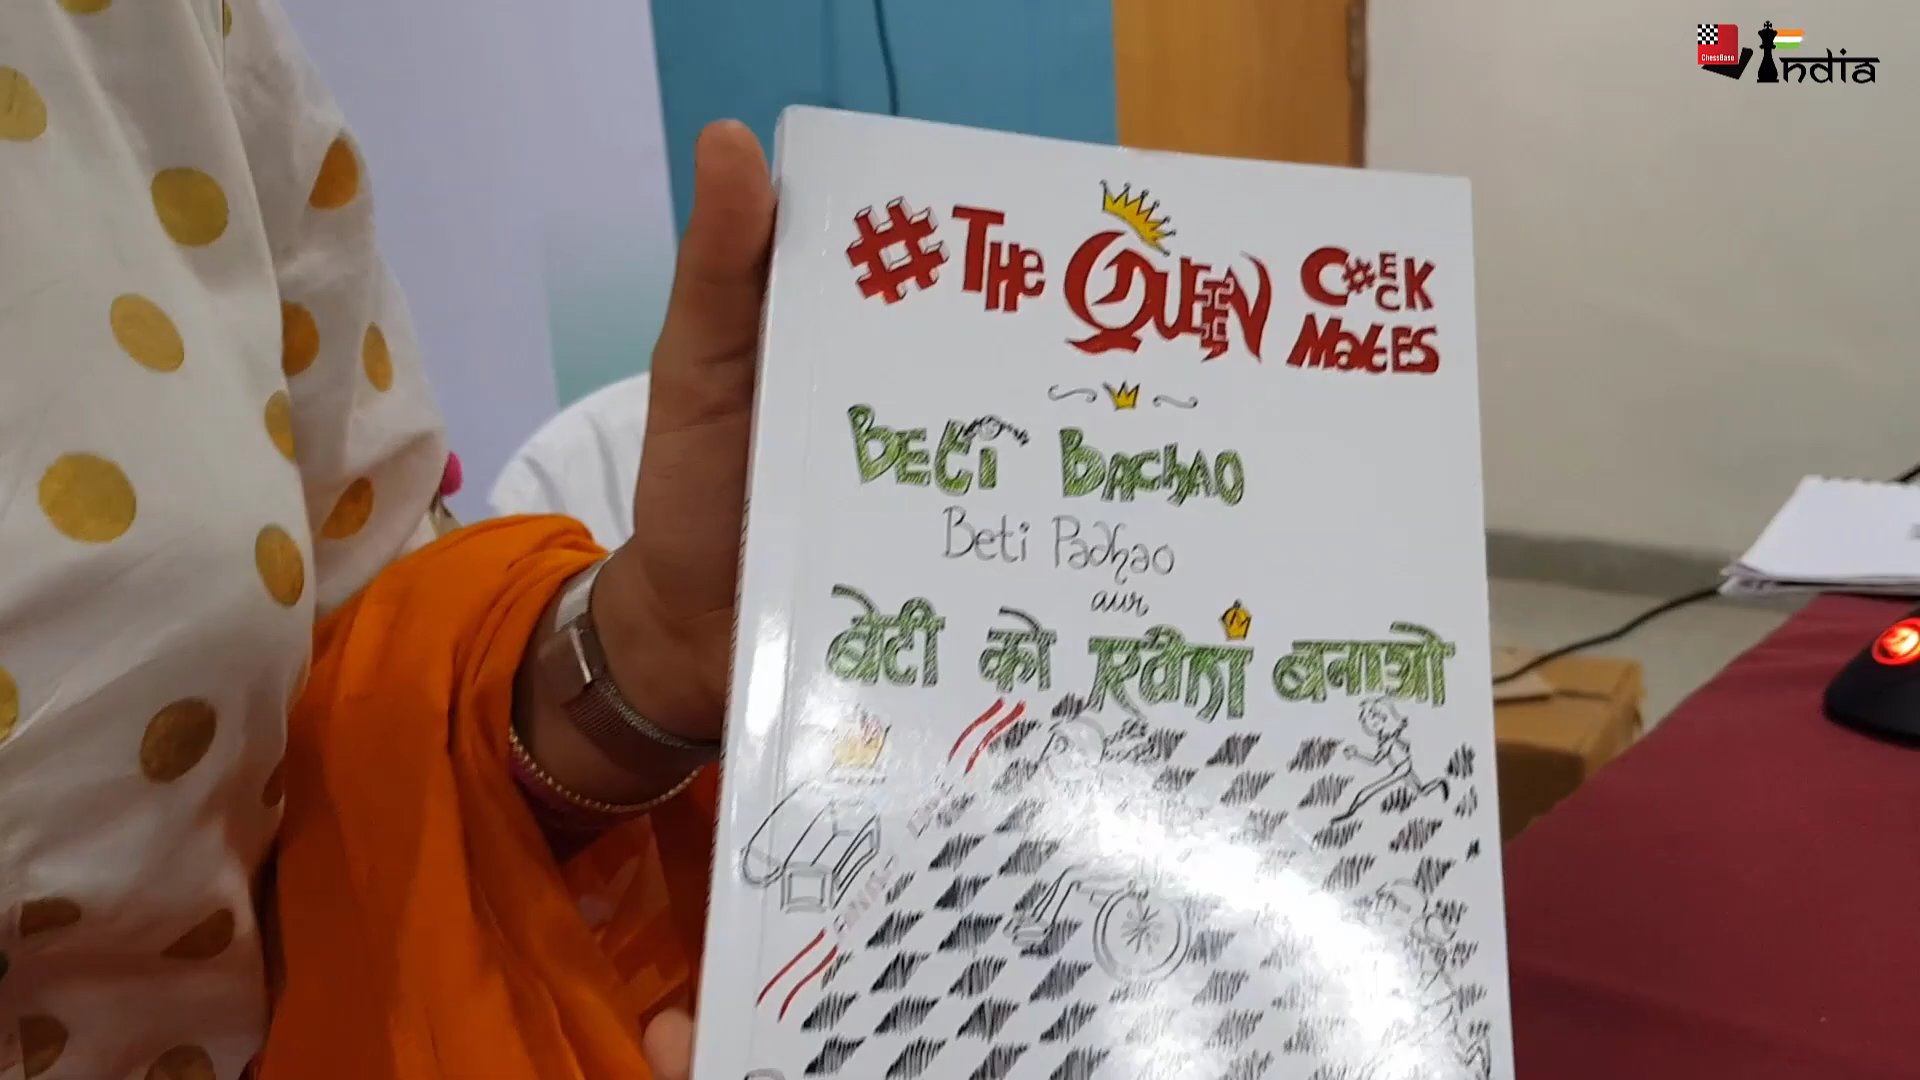 ChessBase India
#THE QUEEN CHECK
MATES
BETI BACHAO
Beti Padhao
aur
बेटी को रानी बनाओ